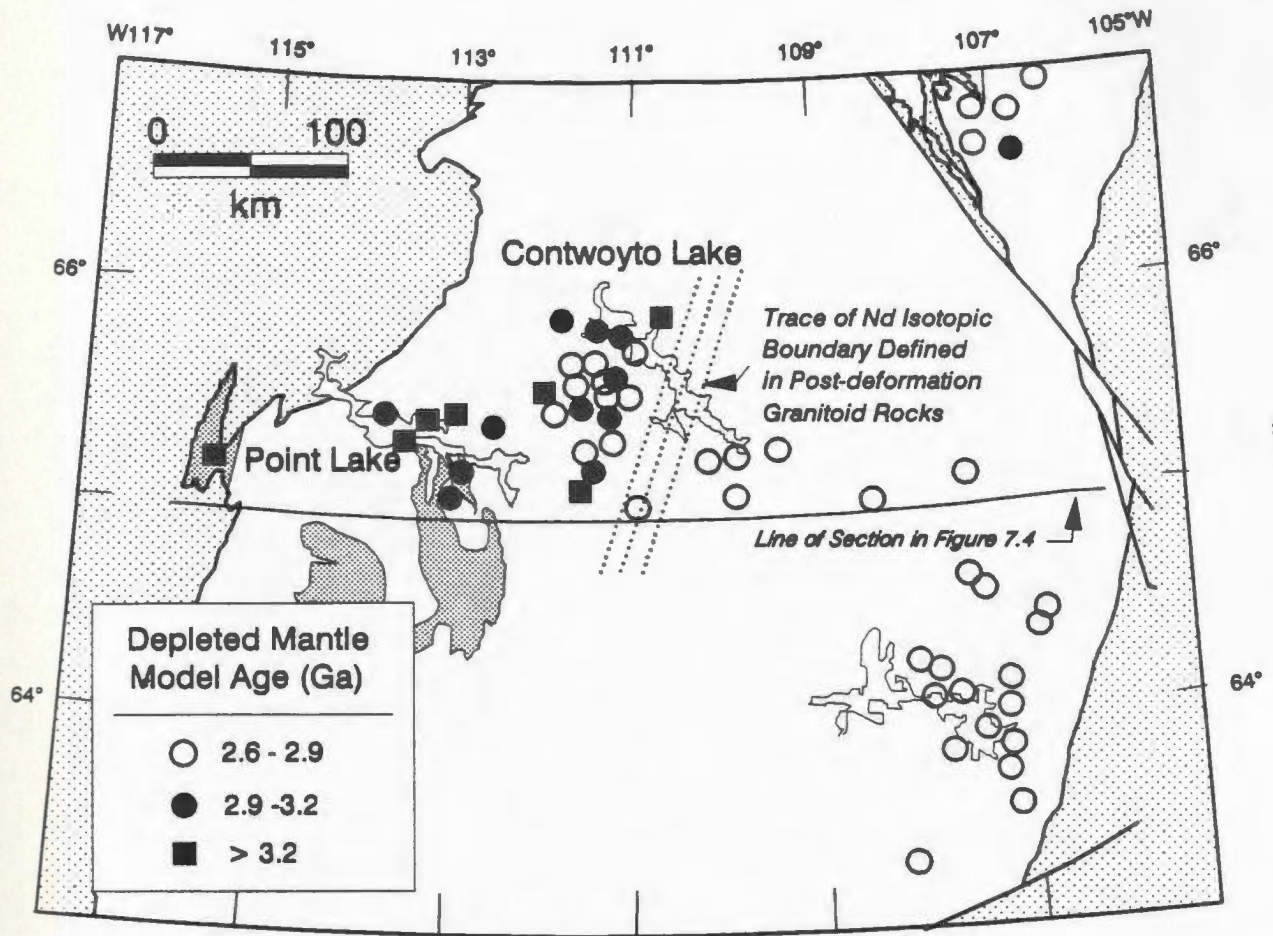 W117°
115°
113°
111°
109°
107°
105°W
0 100
km
Contwoyto Lake
66°
66°
Trace of Nd Isotopic
Boundary Defined
in Post-deformation
Granitoid Rocks
Point Lake
Line of Section in Figure 7.4
Depleted Mantle
Model Age (Ga)
2.6 - 2.9
2.9 -3.2
> 3.2
64°
64°